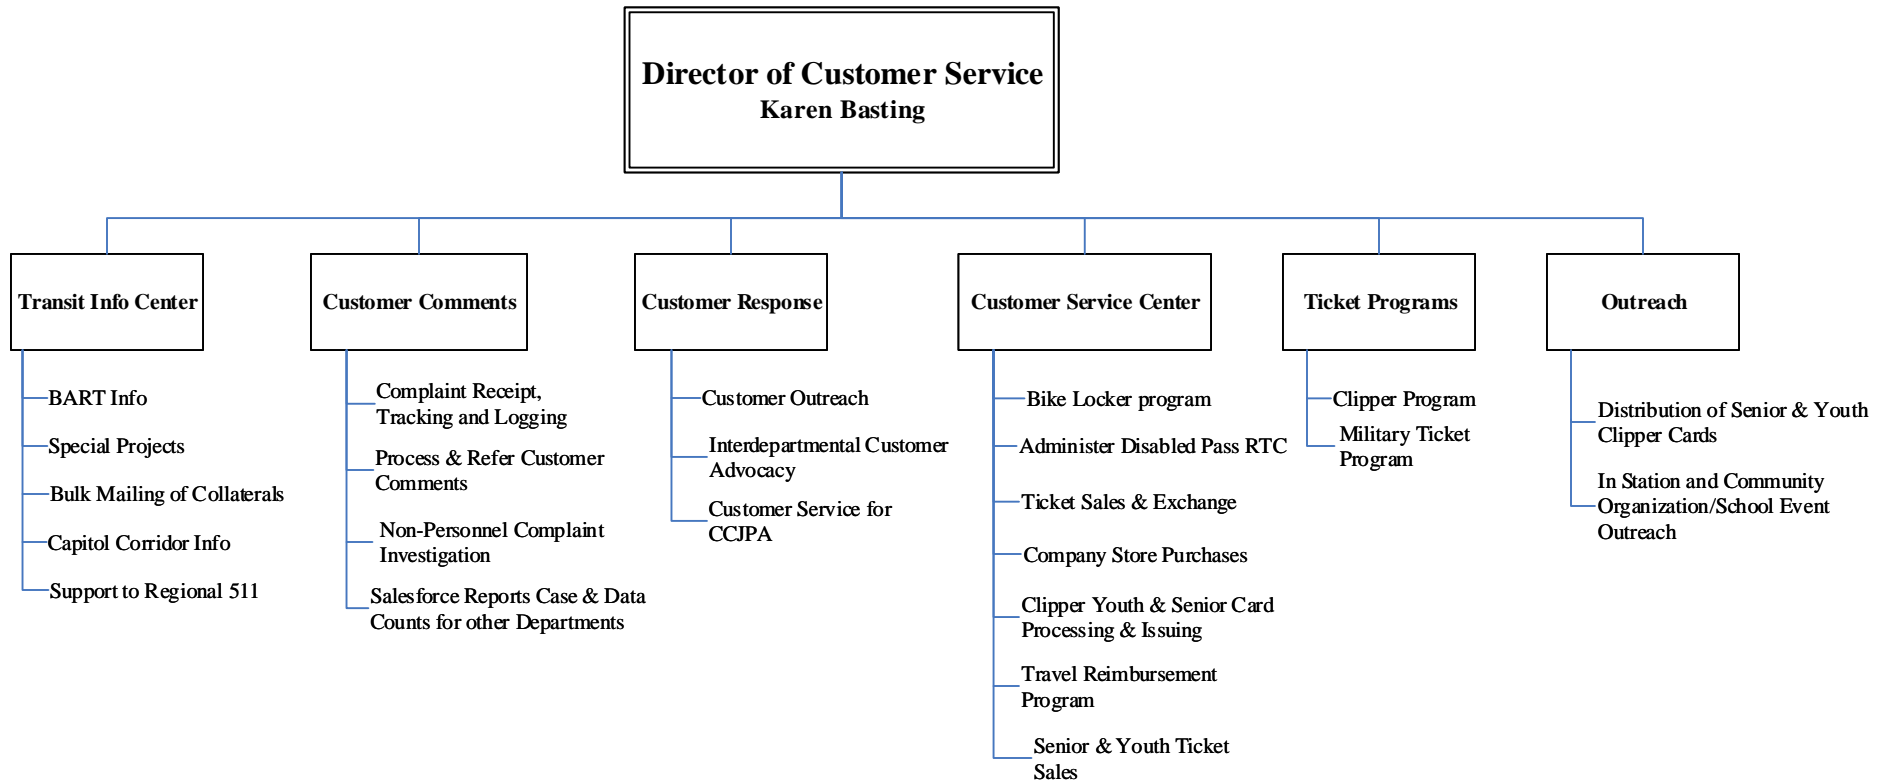 Director of Customer Service
Karen Basting
Transit Info Center
BART Info
Special Projects
Bulk Mailing of Collaterals
Capitol Corridor Info
Support to Regional 511
Customer Comments
Complaint Receipt,
Tracking and Logging
Process & Refer Customer
Comments
Non-Personnel Complaint
Investigation
Salesforce Reports Case & Data
Counts for other Departments
Customer Response
Customer Outreach
Interdepartmental Customer
Advocacy
Customer Service for
CCJPA
Customer Service Center
Bike Locker program
Administer Disabled Pass RTC
Ticket Sales & Exchange
Company Store Purchases
Clipper Youth & Senior Card
Processing & Issuing
Travel Reimbursement
Program
Senior & Youth Ticket
Sales
Ticket Programs
Clipper Program
Military Ticket
Program
Outreach
Distribution of Senior & Youth
Clipper Cards
In Station and Community
Organization/School Event
Outreach